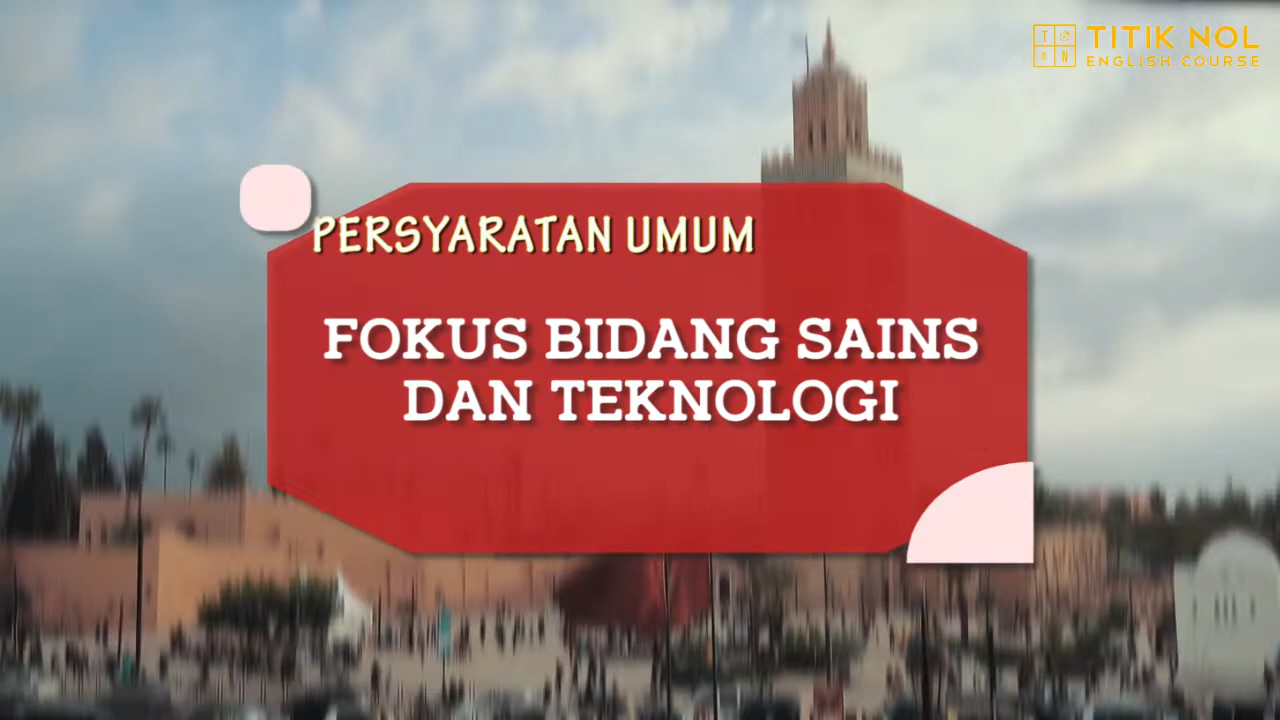 TITIK NOL
ENGLISH COURSE
PERSYARATAN UMUM
FOKUS BIDANG SAINS
DAN TEKNOLOGI